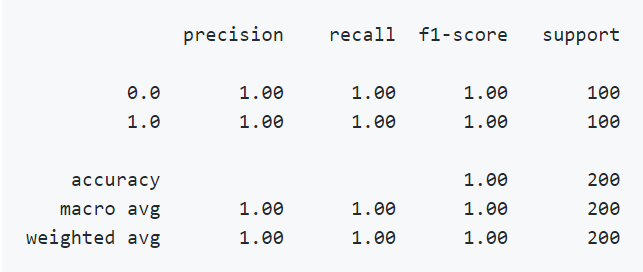 precision recall f1-score support
0.0 1.00 1.00 1.00 100
1.0 1.00 1.00 1.00 100
accuracy 1.00 200
macro avg 1.00 1.00 1.00 200
weighted avg 1.00 1.00 1.00 200